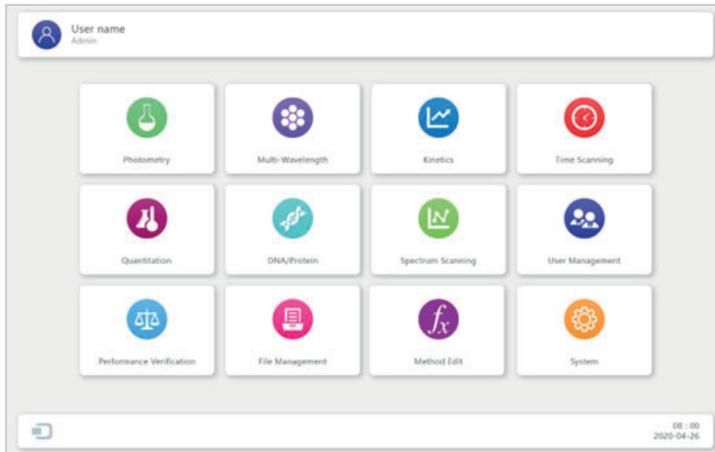 User name
Admin
Photometry
Multi-Wavelength
Kinetics
Time Scanning
Quantitation
DNA/Protein
Spectrum Scanning
User Management
Performance Verification
File Management
fx
Method Edit
System
08 : 00
2020-04-26